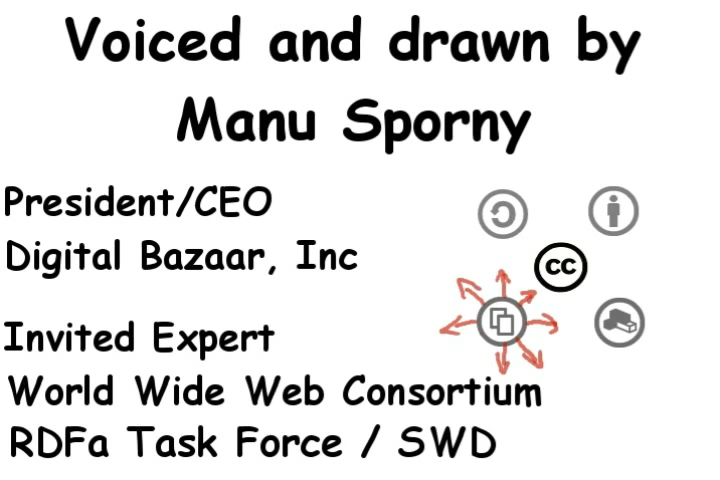 Voiced and drawn by
Manu Sporny
President/CEO
Digital Bazaar, Inc
cc
Invited Expert
World Wide Web Consortium
RDFa Task Force / SWD